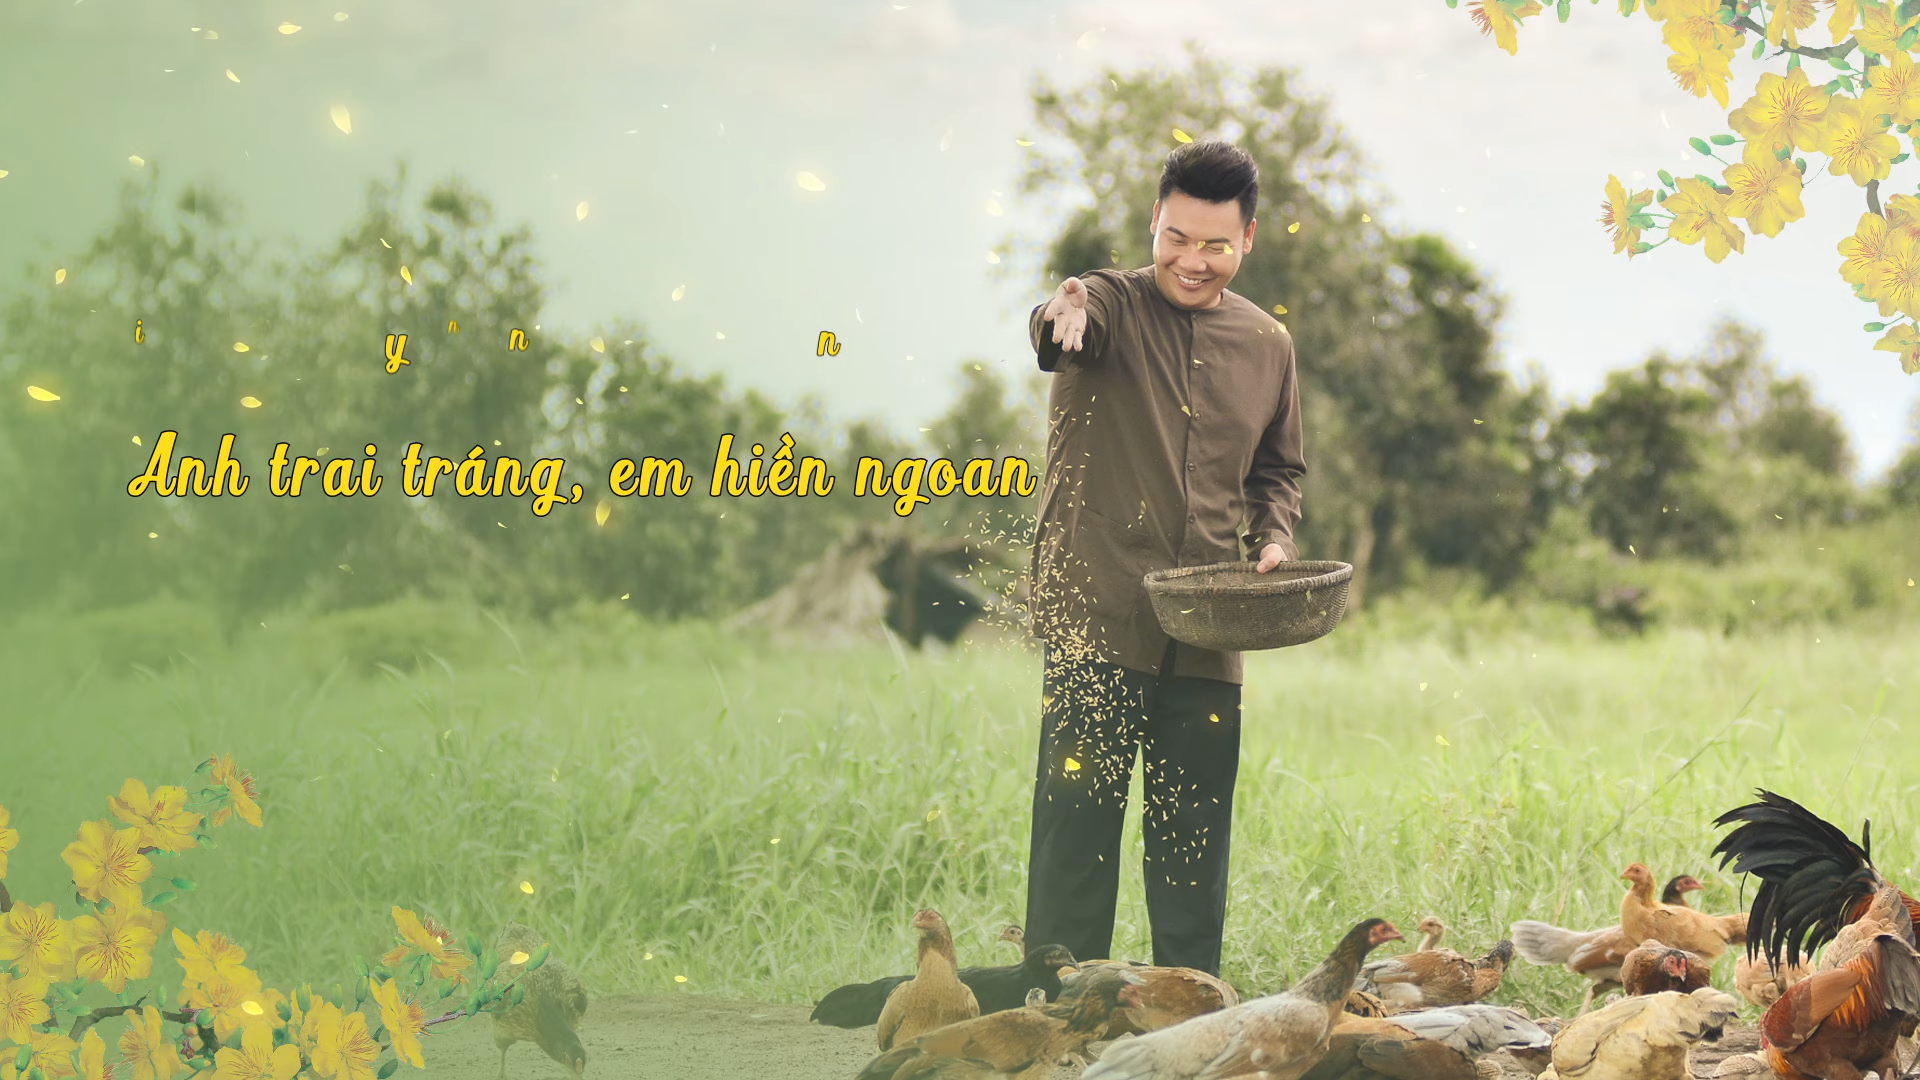 i y n n n
Anh trai tráng, em hiền ngoan